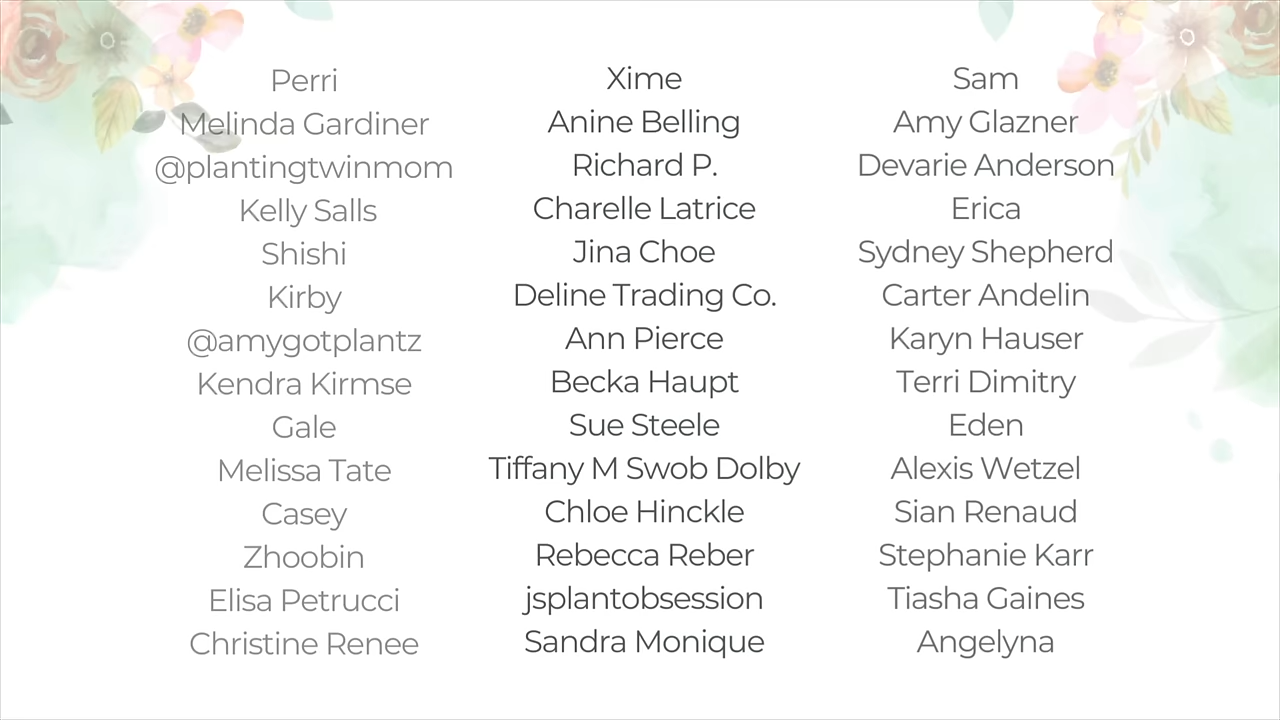 Perri
Melinda Gardiner
@plantingtwinmom
Kelly Salls
Shishi
Kirby
@amygotplantz
Kendra Kirmse
Gale
Melissa Tate
Casey
Zhoobin
Elisa Petrucci
Christine Renee
Xime
Anine Belling
Richard P.
Charelle Latrice
Jina Choe
Deline Trading Co.
Ann Pierce
Becka Haupt
Sue Steele
Tiffany M Swob Dolby
Chloe Hinckle
Rebecca Reber
jsplantobsession
Sandra Monique
Sam
Amy Glazner
Devarie Anderson
Erica
Sydney Shepherd
Carter Andelin
Karyn Hauser
Terri Dimitry
Eden
Alexis Wetzel
Sian Renaud
Stephanie Karr
Tiasha Gaines
Angelyna